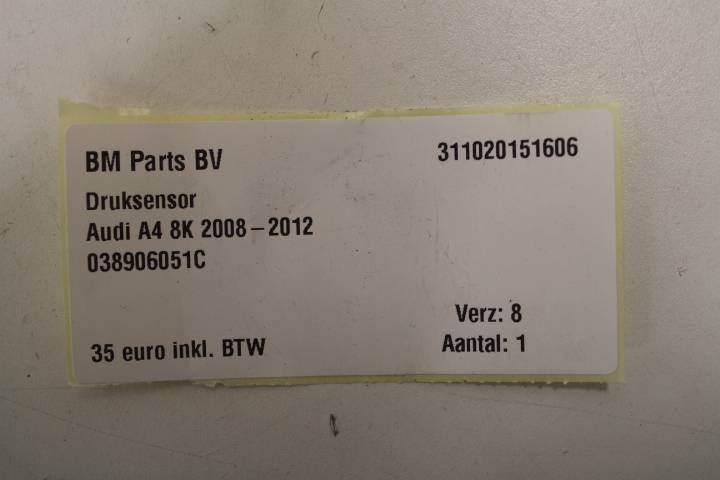 BM Parts BV 311020151606
Druksensor
Audi A4 8K 2008-2012
038906051C
Verz: 8
35 euro inkl. BTW Aantal: 1